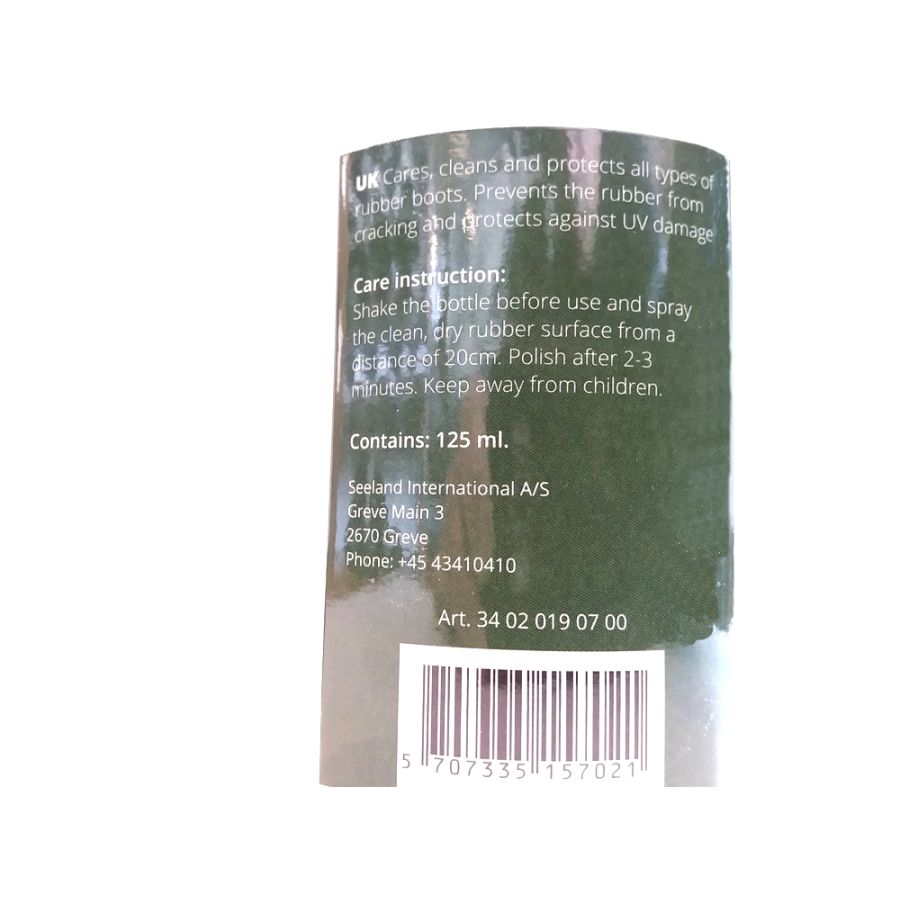 UK Cares, cleans and protects all types of
rubber boots. Prevents the rubber from
cracking and protects against UV damage
Care instruction:
Shake the bottle before use and spray
the clean, dry rubber surface from a
distance of 20cm. Polish after 2-3
minutes. Keep away from children.
Contains: 125 ml.
Seeland International A/S
Greve Main 3
2670 Greve
Phone: +45 43410410
Art. 34 02 019 07 00
5 707335 157021